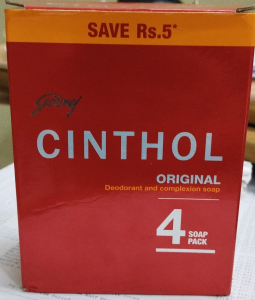 SAVE Rs.5*
Godrej
CINTHOL
ORIGINAL
Deodorant and complexion soap
4 SOAP
PACK